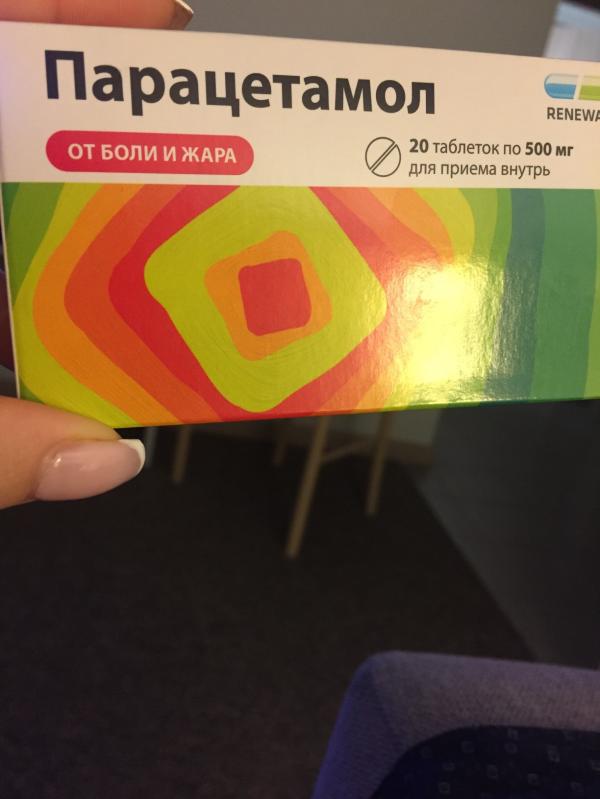 Парацетамол
RENEWA
ОТ БОЛИ И ЖАРА
20 таблеток по 500 мг
для приема внутрь